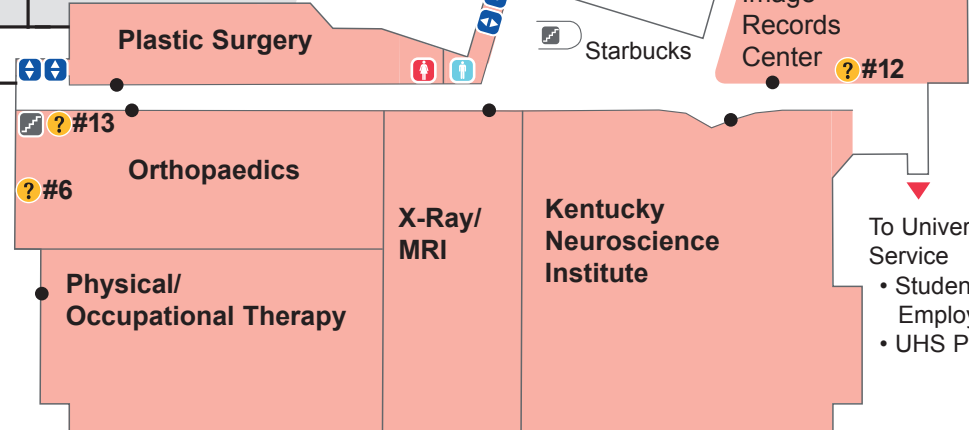 Plastic Surgery
Starbucks
Image
Records
Center
? #12
? #13
Orthopaedics
? #6
X-Ray/
MRI
Kentucky
Neuroscience
Institute
Physical/
Occupational Therapy
To Univer
Service
• Studen
Employ
• UHS P